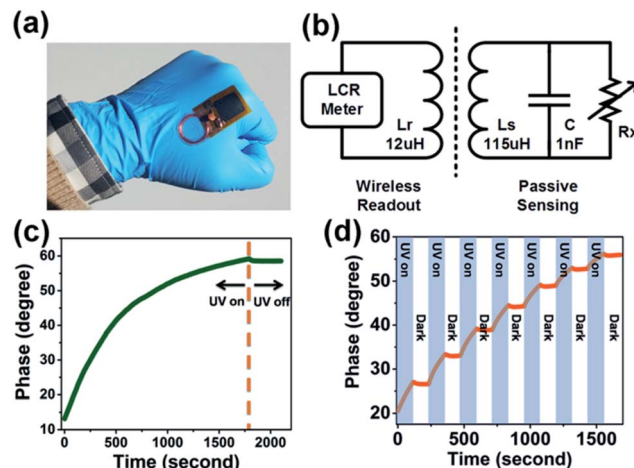 (a)
(b)
LCR
Meter
Lr
12uH
Ls
115uH
C
1nF
Rx
Wireless
Readout
Passive
Sensing
(c)
Phase (degree)
70
60
50
40
30
20
10
UV on
UV off
0
500
1000
1500
2000
Time (second)
(d)
Phase (degree)
60
50
40
30
20
UV on
UV on
UV on
UV on
UV on
UV on
UV on
Dark
Dark
Dark
Dark
Dark
Dark
Dark
0
500
1000
1500
Time (second)